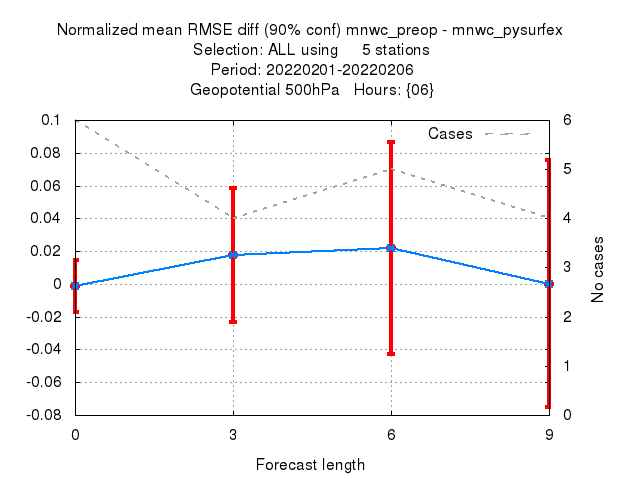 Normalized mean RMSE diff (90% conf) mnwc_preop - mnwc_pysurfex
Selection: ALL using 5 stations
Period: 20220201-20220206
Geopotential 500hPa Hours: {06}
0.1
0.08
0.06
0.04
0.02
0
-0.02
-0.04
-0.06
-0.08
Cases
6
5
4
3
2
1
0
No cases
0 3 6 9
Forecast length